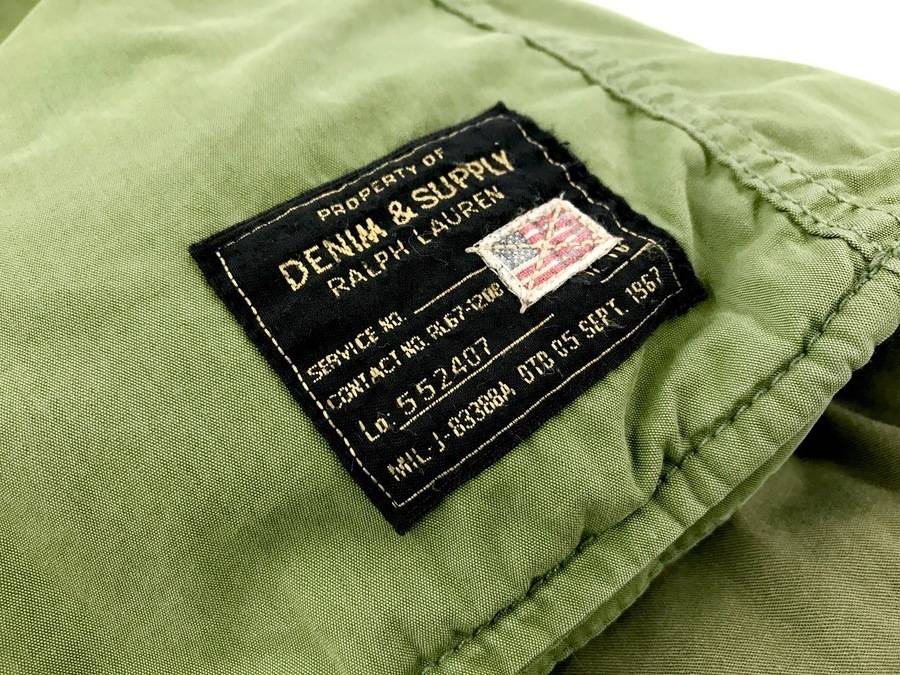 PROPERTY OF
DENIM & SUPPLY
RALPH LAUREN
SERVICE NO.
CONTACT NO. RL67-1208
Lo. 552407
MIL-J-83388A DTD 05 SEPT. 1967